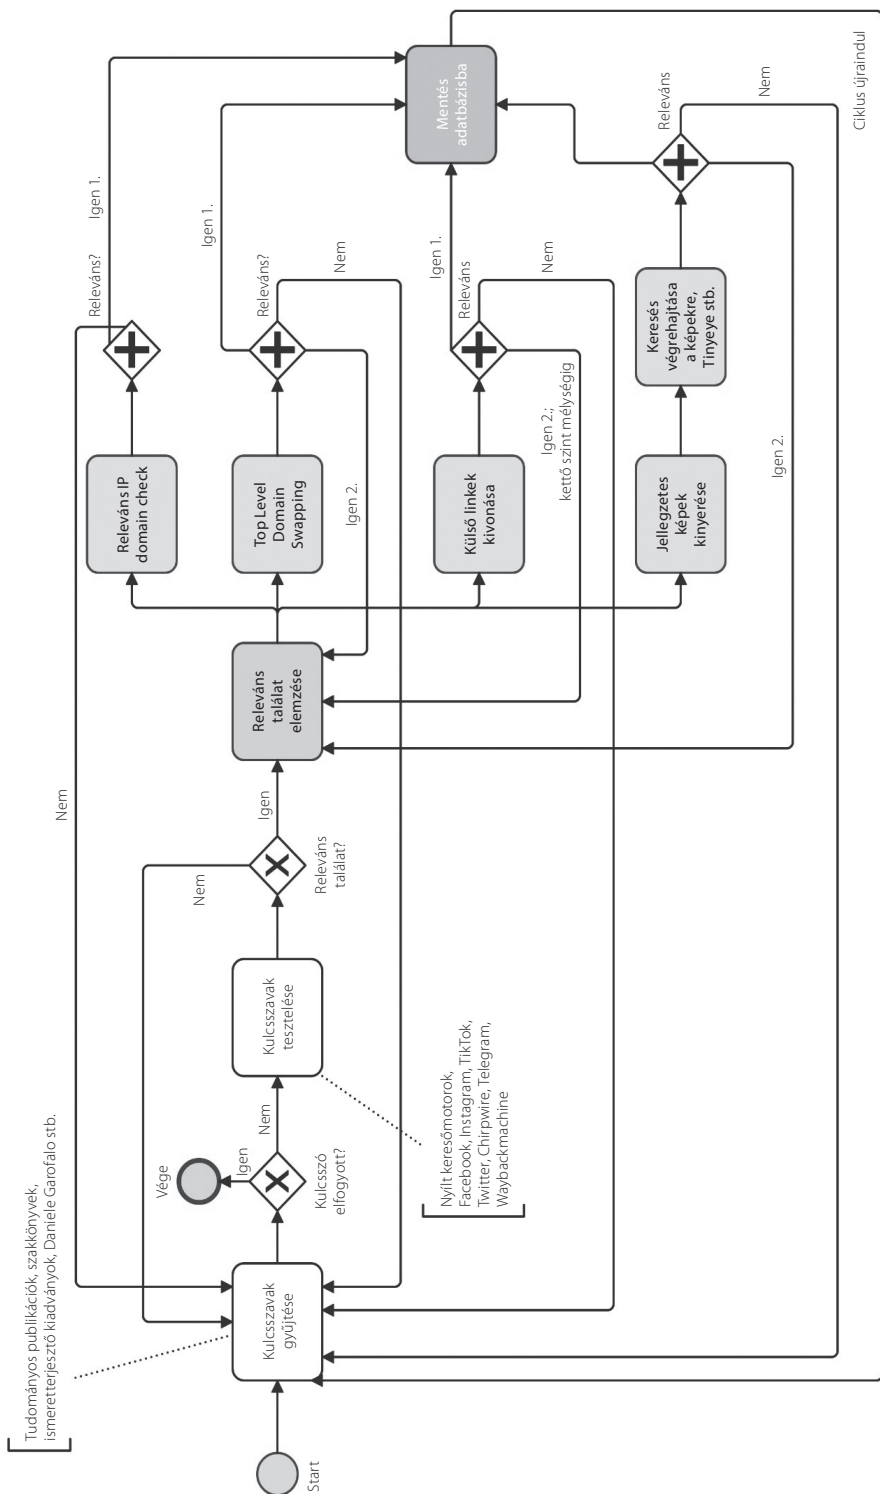 Tudományos publikációk, szakkönyvek,
ismeretterjesztő kiadványok, Daniele Garofalo stb.
Start
Kulcsszavak
gyűjtése
Kulcsszó
elfogyott?
Igen
Vége
Nem
Kulcsszavak
tesztelése
Nyílt keresőmotorok,
Facebook, Instagram, TikTok,
Twitter, Chirpwire, Telegram,
Waybackmachine
Releváns
találat?
Nem
Igen
Releváns
találat
elemzése
Nem
Releváns IP
domain check
Releváns?
Igen 1.
Top Level
Domain
Swapping
Releváns?
Igen 1.
Igen 2.
Nem
Külső linkek
kivonása
Releváns
Igen 1.
Igen 2.;
kettő szint mélységig
Nem
Jellegzetes
képek
kinyerése
Keresés
végrehajtása
a képekre,
Tinyeye stb.
Releváns
Igen 2.
Nem
Mentés
adatbázisba
Ciklus újraindul